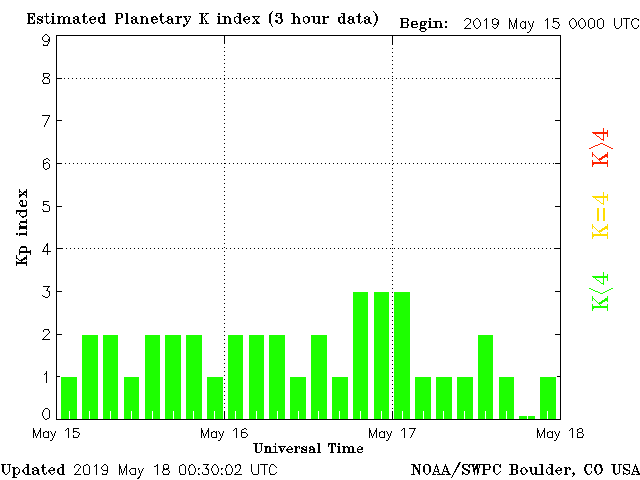 Estimated Planetary K index (3 hour data) Begin: 2019 May 15 0000 UTC
9
8
7
6
5
4
3
2
1
0
Kp index
K>4
K=4
K<4
May 15 May 16 May 17 May 18
Universal Time
Updated 2019 May 18 00:30:02 UTC NOAA/SWPC Boulder, CO USA